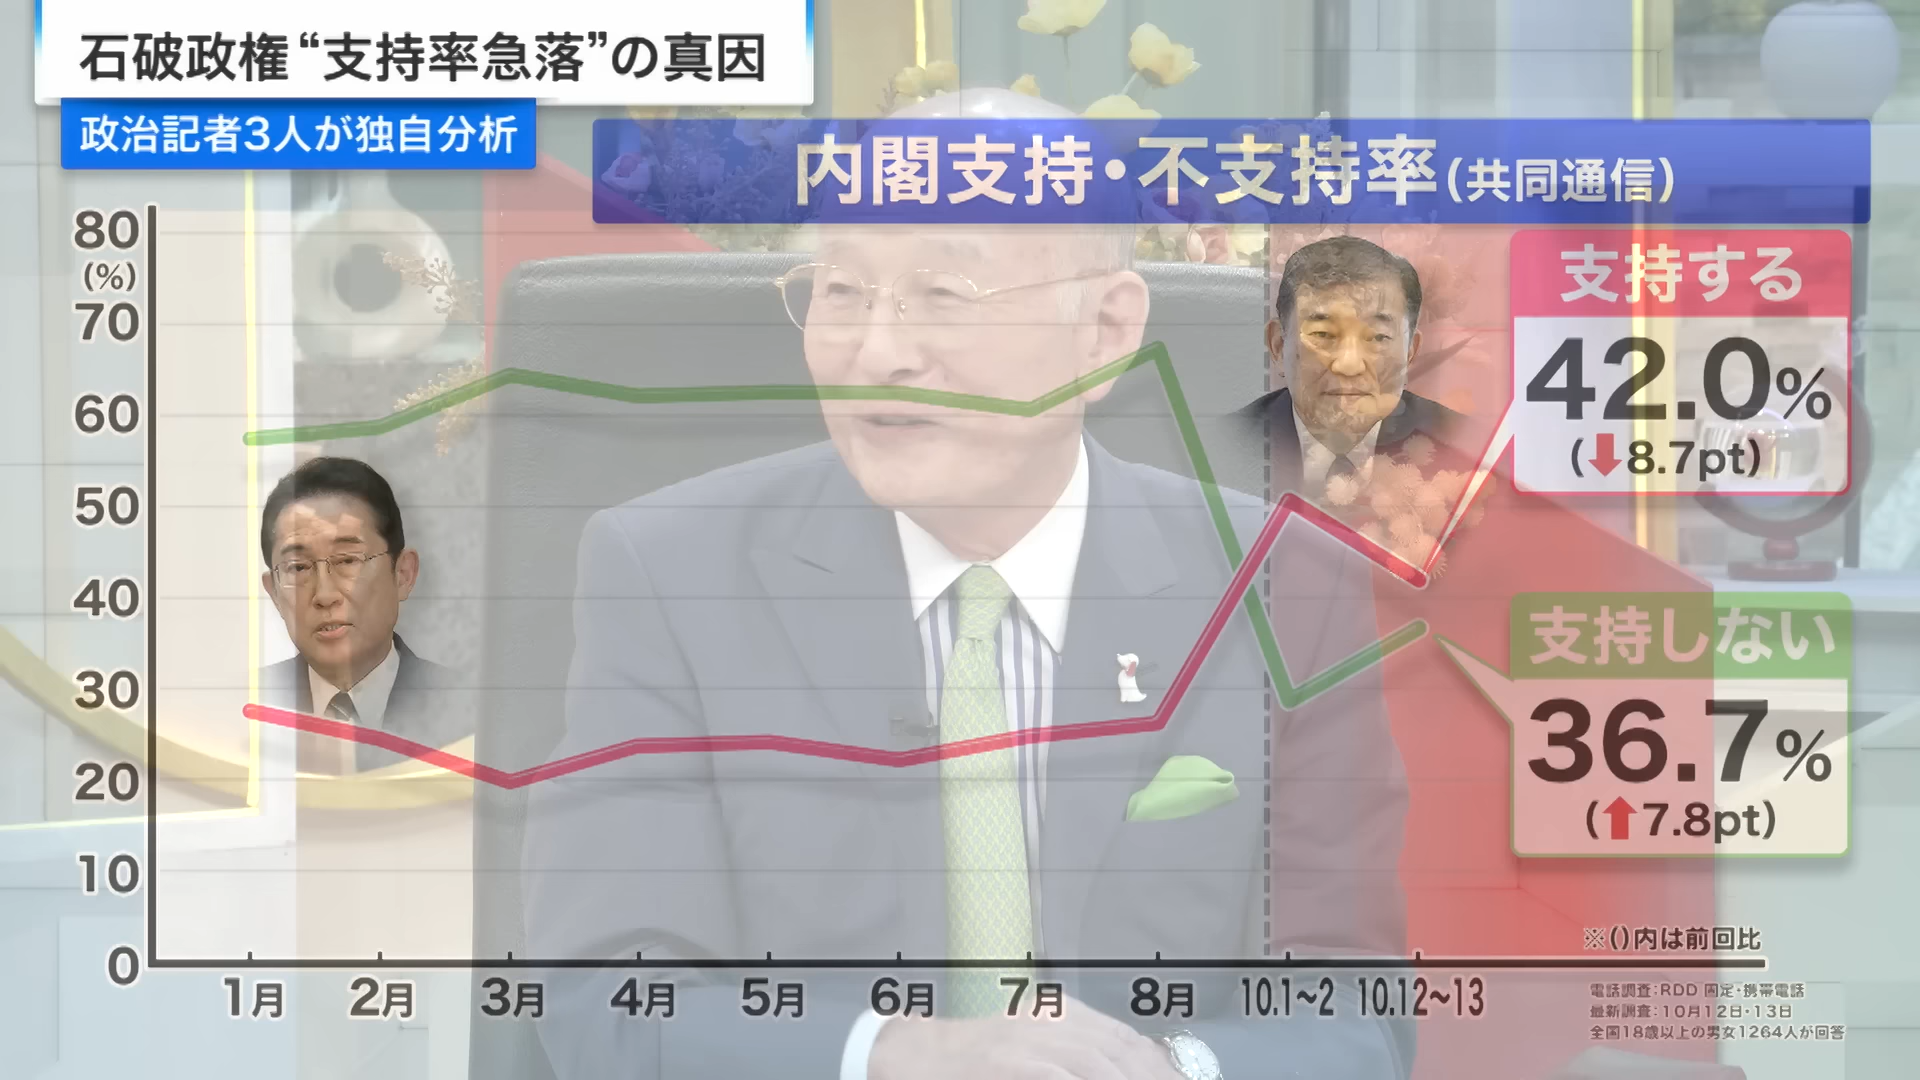 石破政権“支持率急落”の真因
政治記者3人が独自分析
内閣支持・不支持率(共同通信)
80
(%)
70
60
50
40
30
20
10
0
支持する
42.0%
(↓8.7pt)
支持しない
36.7%
(↑7.8pt)
※()内は前回比
1月 2月 3月 4月 5月 6月 7月 8月 10.1~2 10.12~13
電話調査:RDD 固定・携帯電話
最新調査:10月12日・13日
全国18歳以上の男女1264人が回答